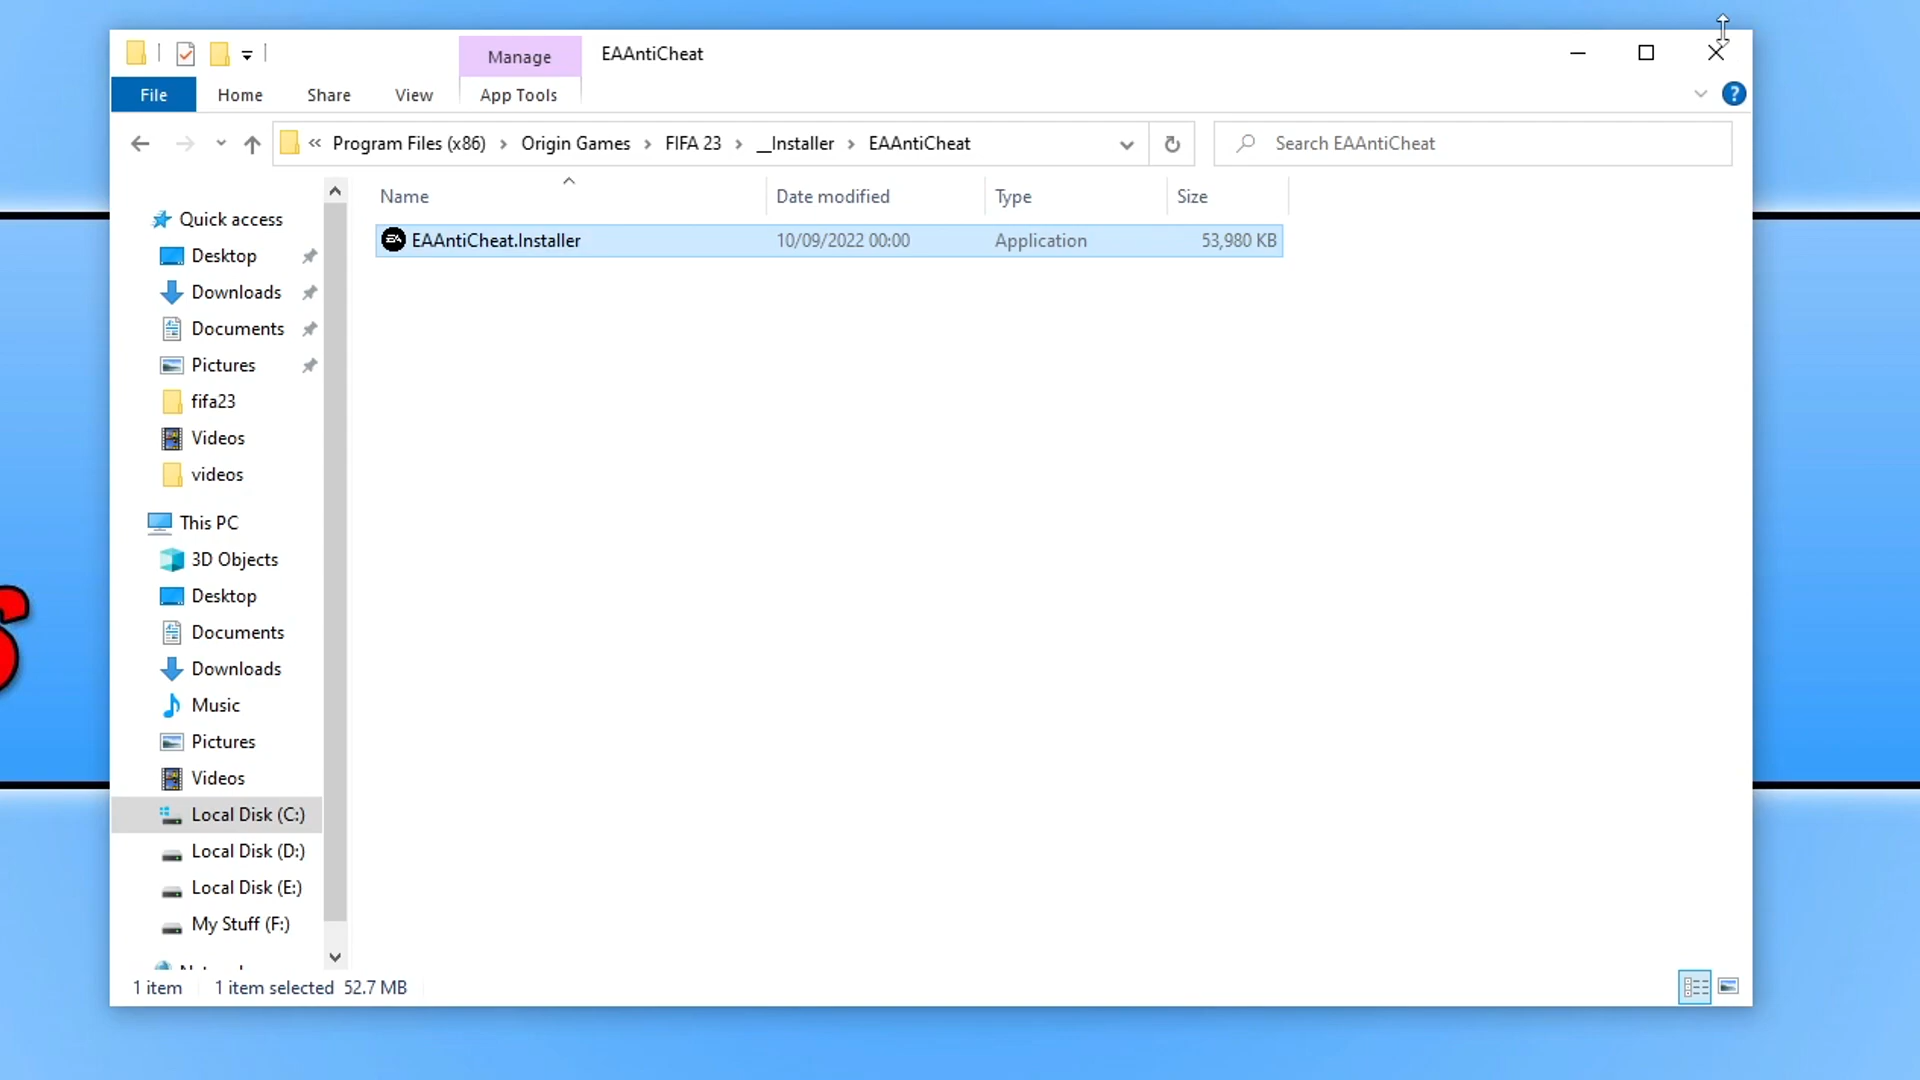 Manage
EAAntiCheat
File
Home
Share
View
App Tools
?
« Program Files (x86) › Origin Games › FIFA 23 › __Installer › EAAntiCheat
Search EAAntiCheat
Name
Date modified
Type
Size
EAAntiCheat.Installer
10/09/2022 00:00
Application
53,980 KB
Quick access
Desktop
Downloads
Documents
Pictures
fifa23
Videos
videos
This PC
3D Objects
Desktop
Documents
Downloads
Music
Pictures
Videos
Local Disk (C:)
Local Disk (D:)
Local Disk (E:)
My Stuff (F:)
1 item
1 item selected
52.7 MB